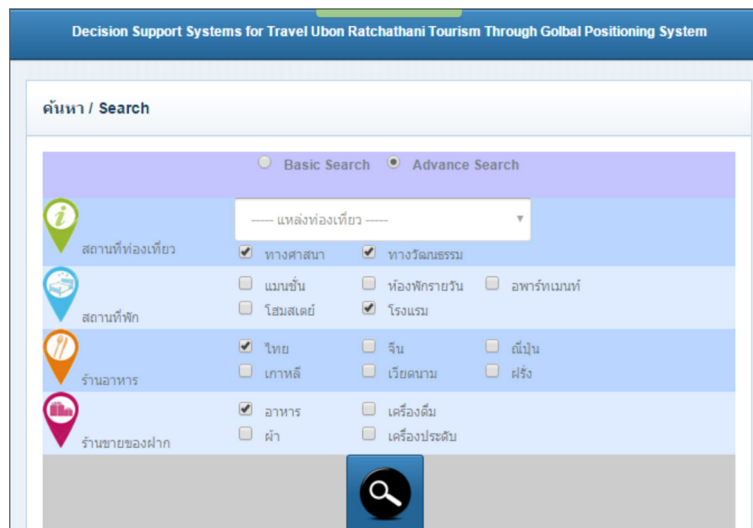 Decision Support Systems for Travel Ubon Ratchathani Tourism Through Golbal Positioning System
ค้นหา / Search
Basic Search Advance Search
----- แหล่งท่องเที่ยว -----
สถานที่ท่องเที่ยว ทางศาสนา ทางวัฒนธรรม
แมนชั่น ห้องพักรายวัน อพาร์ทเมนท์
สถานที่พัก โฮมสเตย์ โรงแรม
ไทย จีน ญี่ปุ่น
ร้านอาหาร เกาหลี เวียดนาม ฝรั่ง
อาหาร เครื่องดื่ม
ร้านขายของฝาก ผ้า เครื่องประดับ